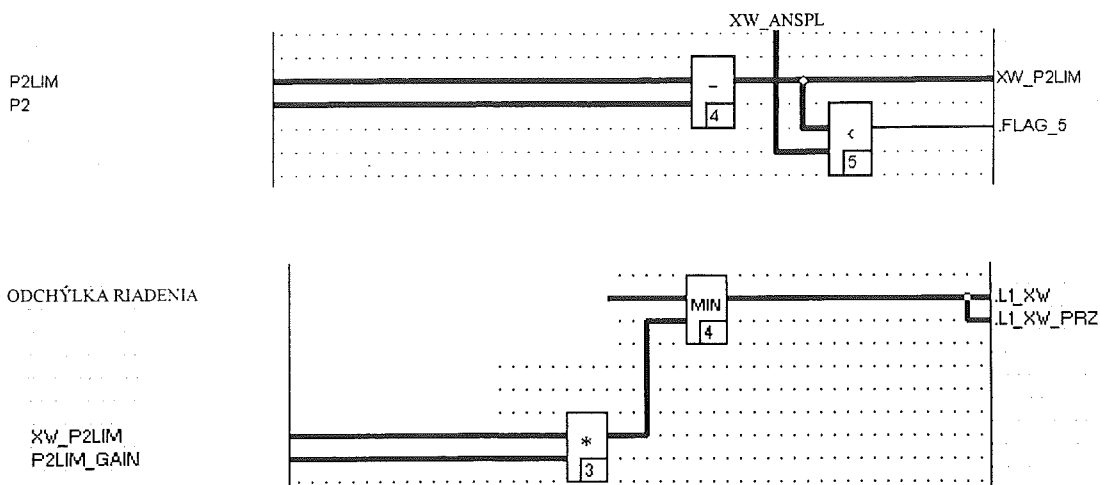 XW_ANSPL
P2LIM
P2
-
4
XW_P2LIM
<
5
.FLAG_5
ODCHÝLKA RIADENIA
MIN
4
.L1_XW
.L1_XW_PRZ
XW_P2LIM
P2LIM_GAIN
*
3